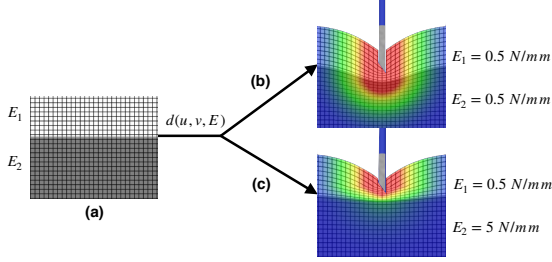 E₁
E₂
(a)
d(u, v, E)
(b)
(c)
E₁ = 0.5 N/mm
E₂ = 0.5 N/mm
E₁ = 0.5 N/mm
E₂ = 5 N/mm